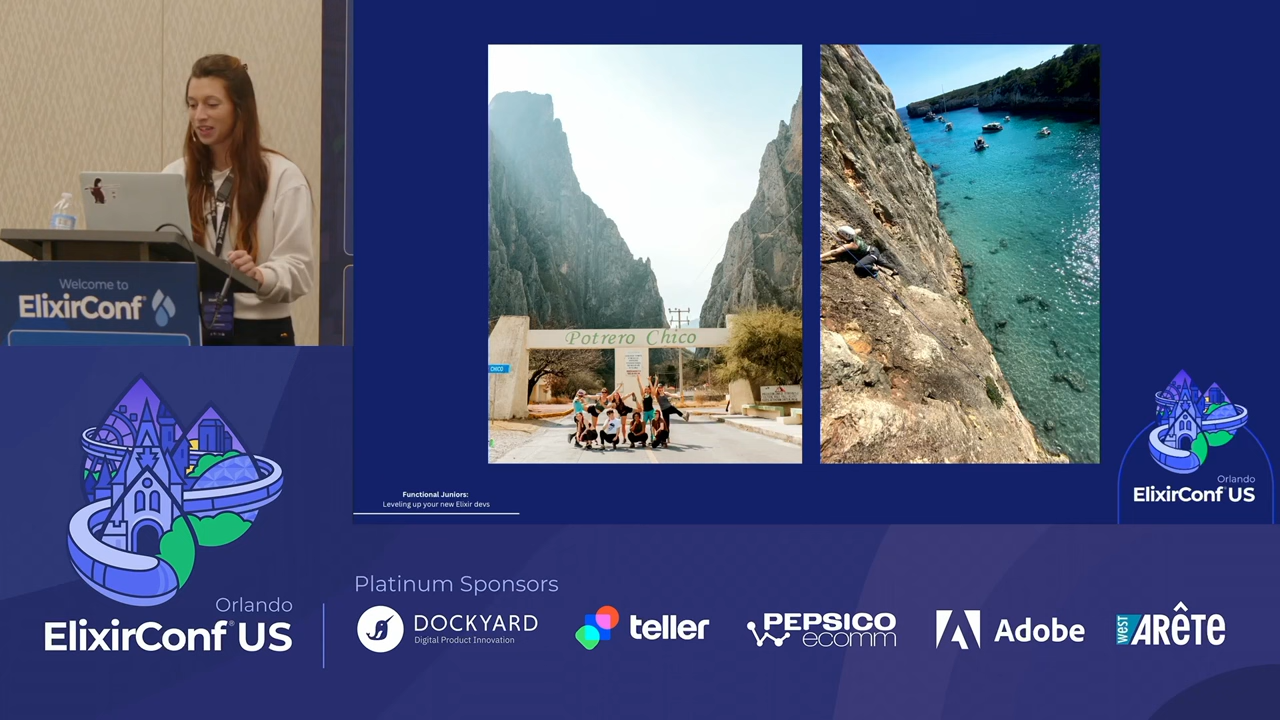 Welcome to
ElixirConf
Potrero Chico
CHICO
Functional Juniors:
Leveling up your new Elixir devs
Orlando
ElixirConf US
Orlando
ElixirConf® US
Platinum Sponsors
DOCKYARD
Digital Product Innovation
teller
PEPSICO
ecomm
Adobe
west
ARÊTE